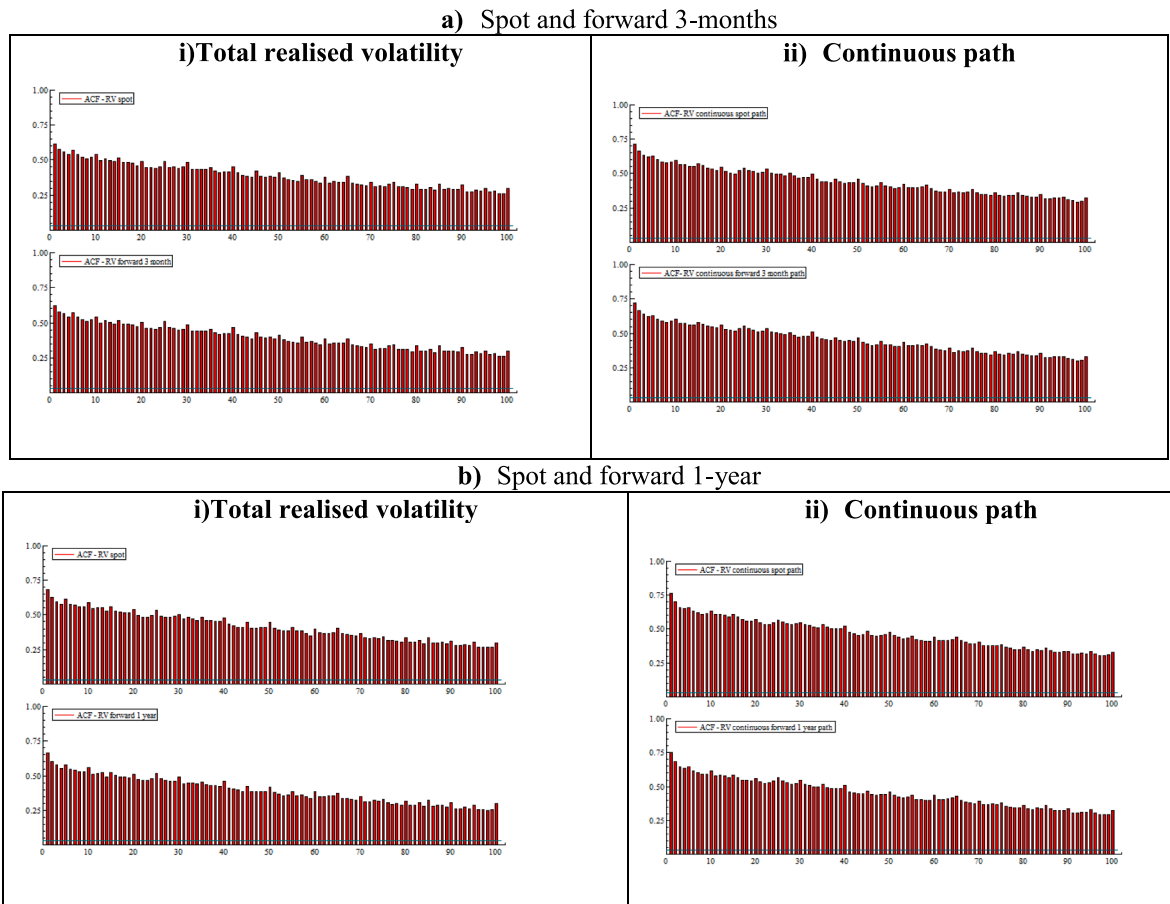 a) Spot and forward 3-months
i)Total realised volatility
ii) Continuous path
1.00
ACF - RV spot
0.75
0.50
0.25
0 10 20 30 40 50 60 70 80 90 100
1.00
ACF - RV forward 3 month
0.75
0.50
0.25
0 10 20 30 40 50 60 70 80 90 100
1.00
ACF- RV continuous spot path
0.75
0.50
0.25
0 10 20 30 40 50 60 70 80 90 100
1.00
ACF- RV continuous forward 3 month path
0.75
0.50
0.25
0 10 20 30 40 50 60 70 80 90 100
b) Spot and forward 1-year
i)Total realised volatility
ii) Continuous path
1.00
ACF - RV spot
0.75
0.50
0.25
0 10 20 30 40 50 60 70 80 90 100
1.00
ACF - RV forward 1 year
0.75
0.50
0.25
0 10 20 30 40 50 60 70 80 90 100
1.00
ACF - RV continuous spot path
0.75
0.50
0.25
0 10 20 30 40 50 60 70 80 90 100
1.00
ACF - RV continuous forward 1 year path
0.75
0.50
0.25
0 10 20 30 40 50 60 70 80 90 100